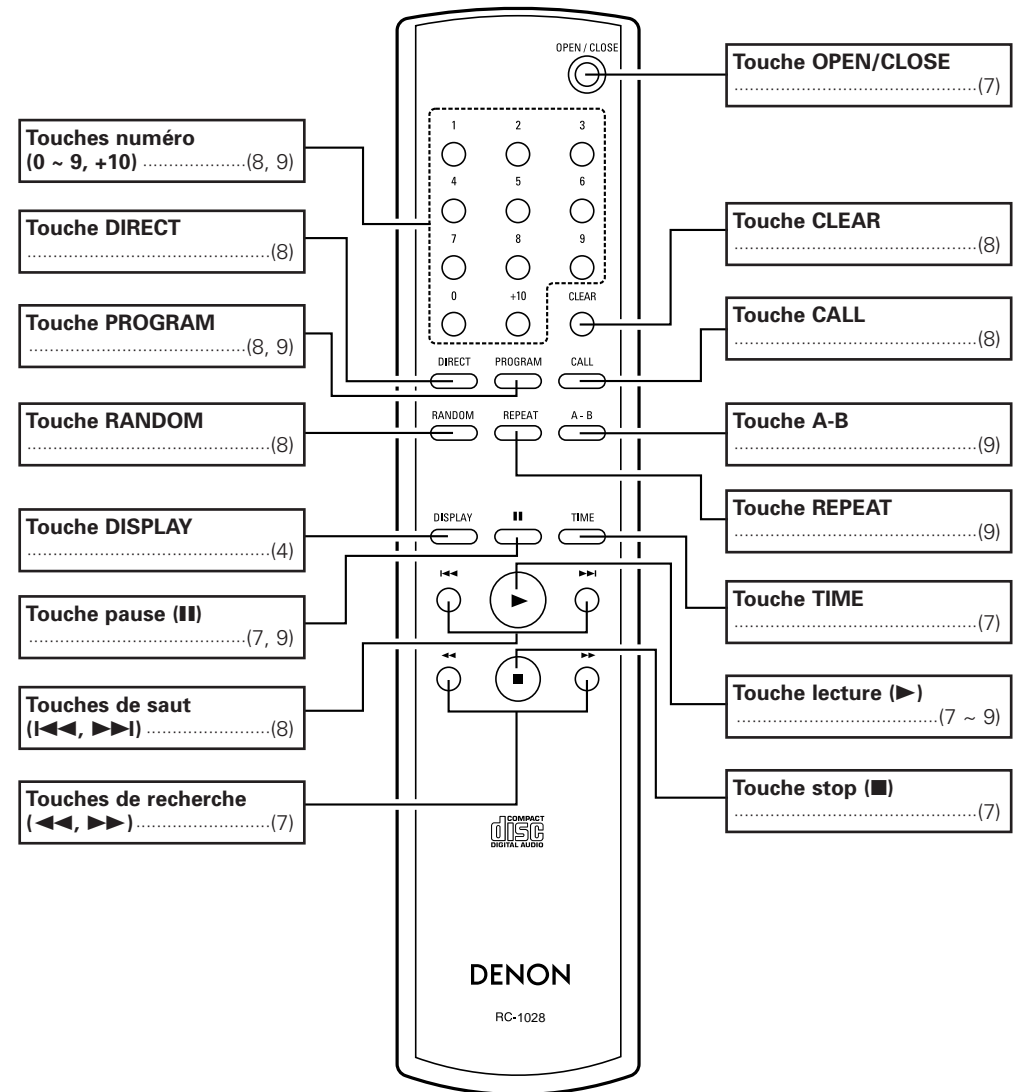 Touches numéro
(0 ~ 9, +10) ....................(8, 9)
Touche DIRECT
..............................................(8)
Touche PROGRAM
.........................................(8, 9)
Touche RANDOM
..............................................(8)
Touche DISPLAY
..............................................(4)
Touche pause (▮▮)
.........................................(7, 9)
Touches de saut
(I◀◀, ▶▶I) ........................(8)
Touches de recherche
(◀◀, ▶▶) ..........................(7)
OPEN / CLOSE
1 2 3
4 5 6
7 8 9
0 +10 CLEAR
DIRECT PROGRAM CALL
RANDOM REPEAT A - B
DISPLAY ▮▮ TIME
I◀◀ ▶ ▶▶I
◀◀ ■ ▶▶
COMPACT
disc
DIGITAL AUDIO
DENON
RC-1028
Touche OPEN/CLOSE
..............................................(7)
Touche CLEAR
..............................................(8)
Touche CALL
..............................................(8)
Touche A-B
..............................................(9)
Touche REPEAT
..............................................(9)
Touche TIME
..............................................(7)
Touche lecture (▶)
......................................(7 ~ 9)
Touche stop (■)
..............................................(7)